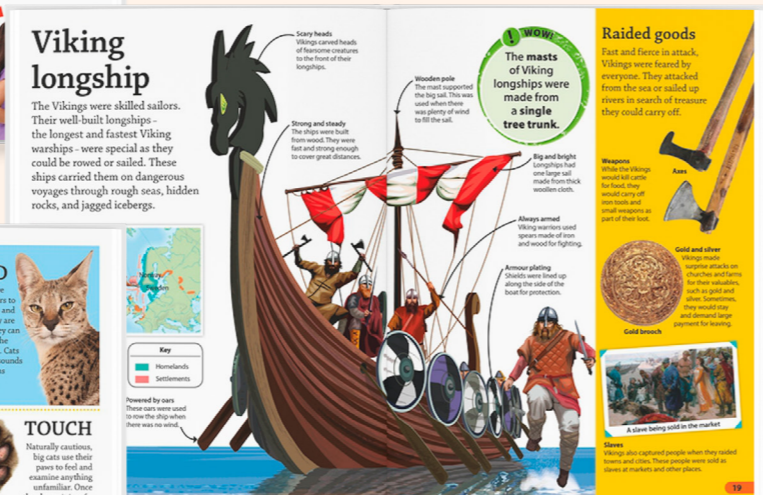 Viking
longship
The Vikings were skilled sailors.
Their well-built longships –
the longest and fastest Viking
warships – were special as they
could be rowed or sailed. These
ships carried them on dangerous
voyages through rough seas, hidden
rocks, and jagged icebergs.
Scary heads
Vikings carved heads
of fearsome creatures
to the front of their
longships.
Strong and steady
The ships were built
from wood. They were
fast and strong enough
to cover great distances.
Wooden pole
The mast supported
the big sail. This was
used when there
was plenty of wind
to fill the sail.
! WOW!
The masts
of Viking
longships were
made from
a single
tree trunk.
Big and bright
Longships had
one large sail
made from thick
woollen cloth.
Always armed
Viking warriors used
spears made of iron
and wood for fighting.
Armour plating
Shields were lined up
along the side of the
boat for protection.
Norway
Sweden
Key
Homelands
Settlements
Powered by oars
These oars were used
to row the ship when
there was no wind.
Raided goods
Fast and fierce in attack,
Vikings were feared by
everyone. They attacked
from the sea or sailed up
rivers in search of treasure
they could carry off.
Weapons
While the Vikings
would kill cattle
for food, they
would carry off
iron tools and
small weapons as
part of their loot.
Axes
Gold and silver
Vikings made
surprise attacks on
churches and farms
for their valuables,
such as gold and
silver. Sometimes,
they would stay
and demand large
payment for leaving.
Gold brooch
A slave being sold in the market
Slaves
Vikings also captured people when they raided
towns and cities. These people were sold as
slaves at markets and other places.
19
D
rs to
and
y are
ey can
he
. Cats
ounds
TOUCH
Naturally cautious,
big cats use their
paws to feel and
examine anything
unfamiliar. Once